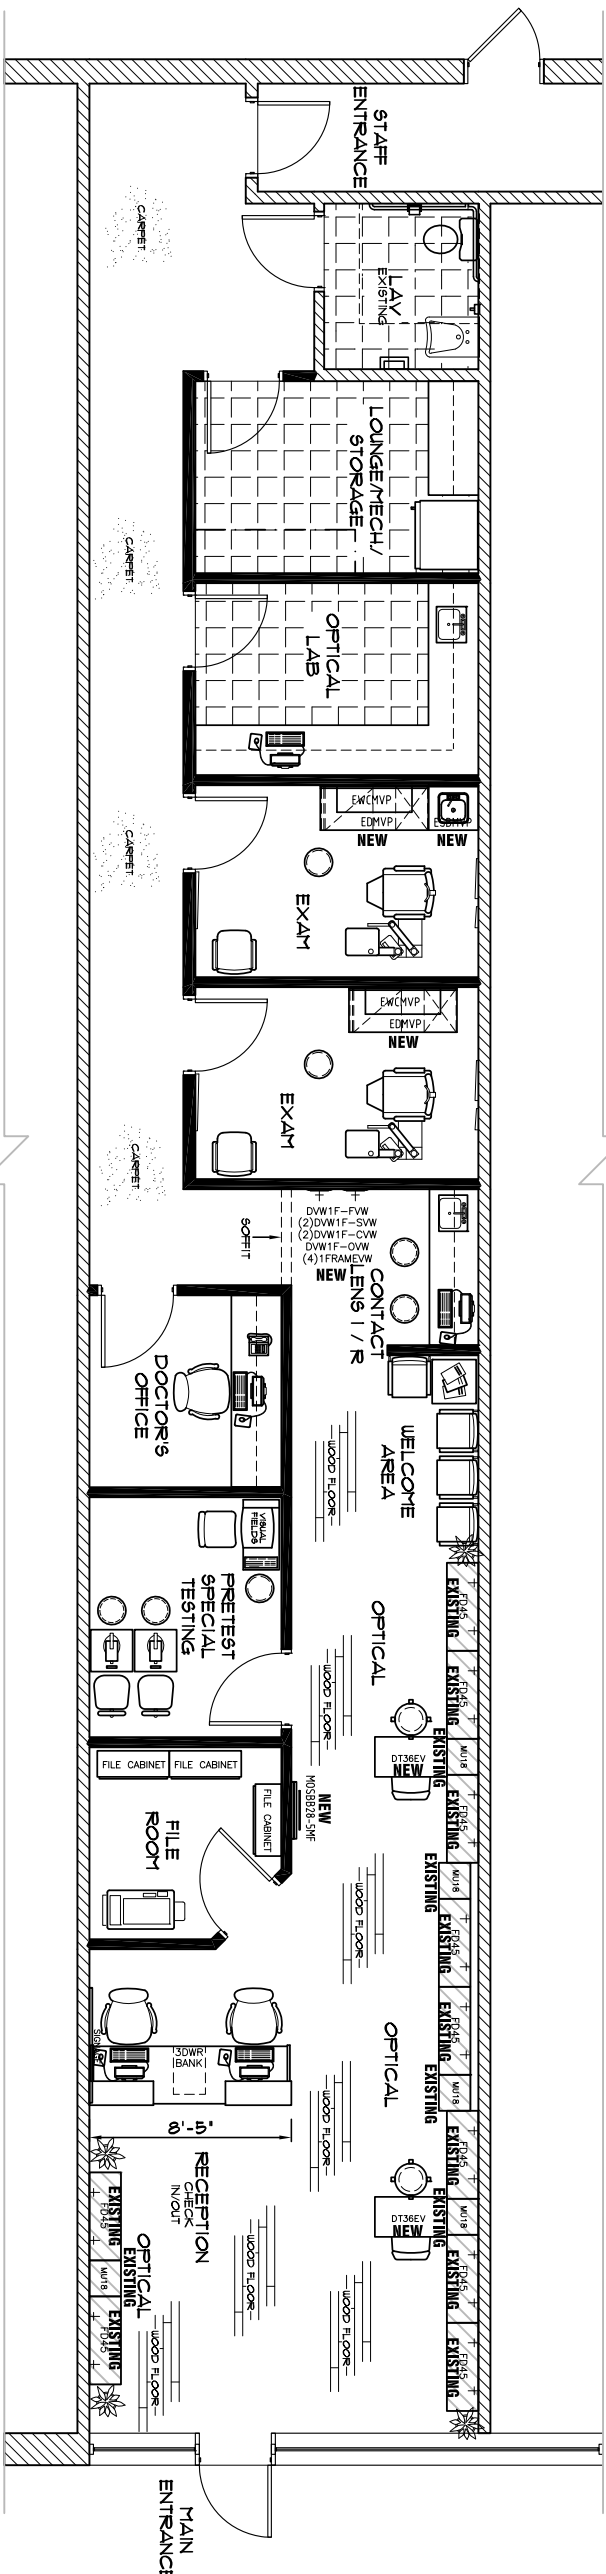 STAFF
ENTRANCE
CARPET
LAV
EXISTING
LOUNGE/MECH./
STORAGE
CARPET
OPTICAL
LAB
EWCMVP
EDMVP
NEW
ESBMVP
NEW
CARPET
EXAM
EWCMVP
EDMVP
NEW
EXAM
CARPET
SOFFIT
DVW1F-FVW
(2)DVW1F-SVW
(2)DVW1F-CVW
DVW1F-OVW
(4)1FRAMEVW
NEW
CONTACT
LENS I / R
DOCTOR'S
OFFICE
WELCOME
AREA
WOOD FLOOR
VISUAL
FIELDS
PRETEST
SPECIAL
TESTING
OPTICAL
WOOD FLOOR
FD45
EXISTING
FD45
EXISTING
MU18
EXISTING
DT36EV
NEW
FD45
EXISTING
FILE CABINET
FILE CABINET
FILE CABINET
NEW
MOSBB28-5MF
FILE
ROOM
WOOD FLOOR
MU18
EXISTING
FD45
EXISTING
FD45
EXISTING
MU18
EXISTING
OPTICAL
3DWR
BANK
WOOD FLOOR
8'-5"
FD45
EXISTING
MU18
EXISTING
DT36EV
NEW
FD45
EXISTING
FD45
EXISTING
RECEPTION
CHECK
IN/OUT
WOOD FLOOR
WOOD FLOOR
EXISTING
FD45
OPTICAL
EXISTING
MU18
EXISTING
FD45
WOOD FLOOR
MAIN
ENTRANCE